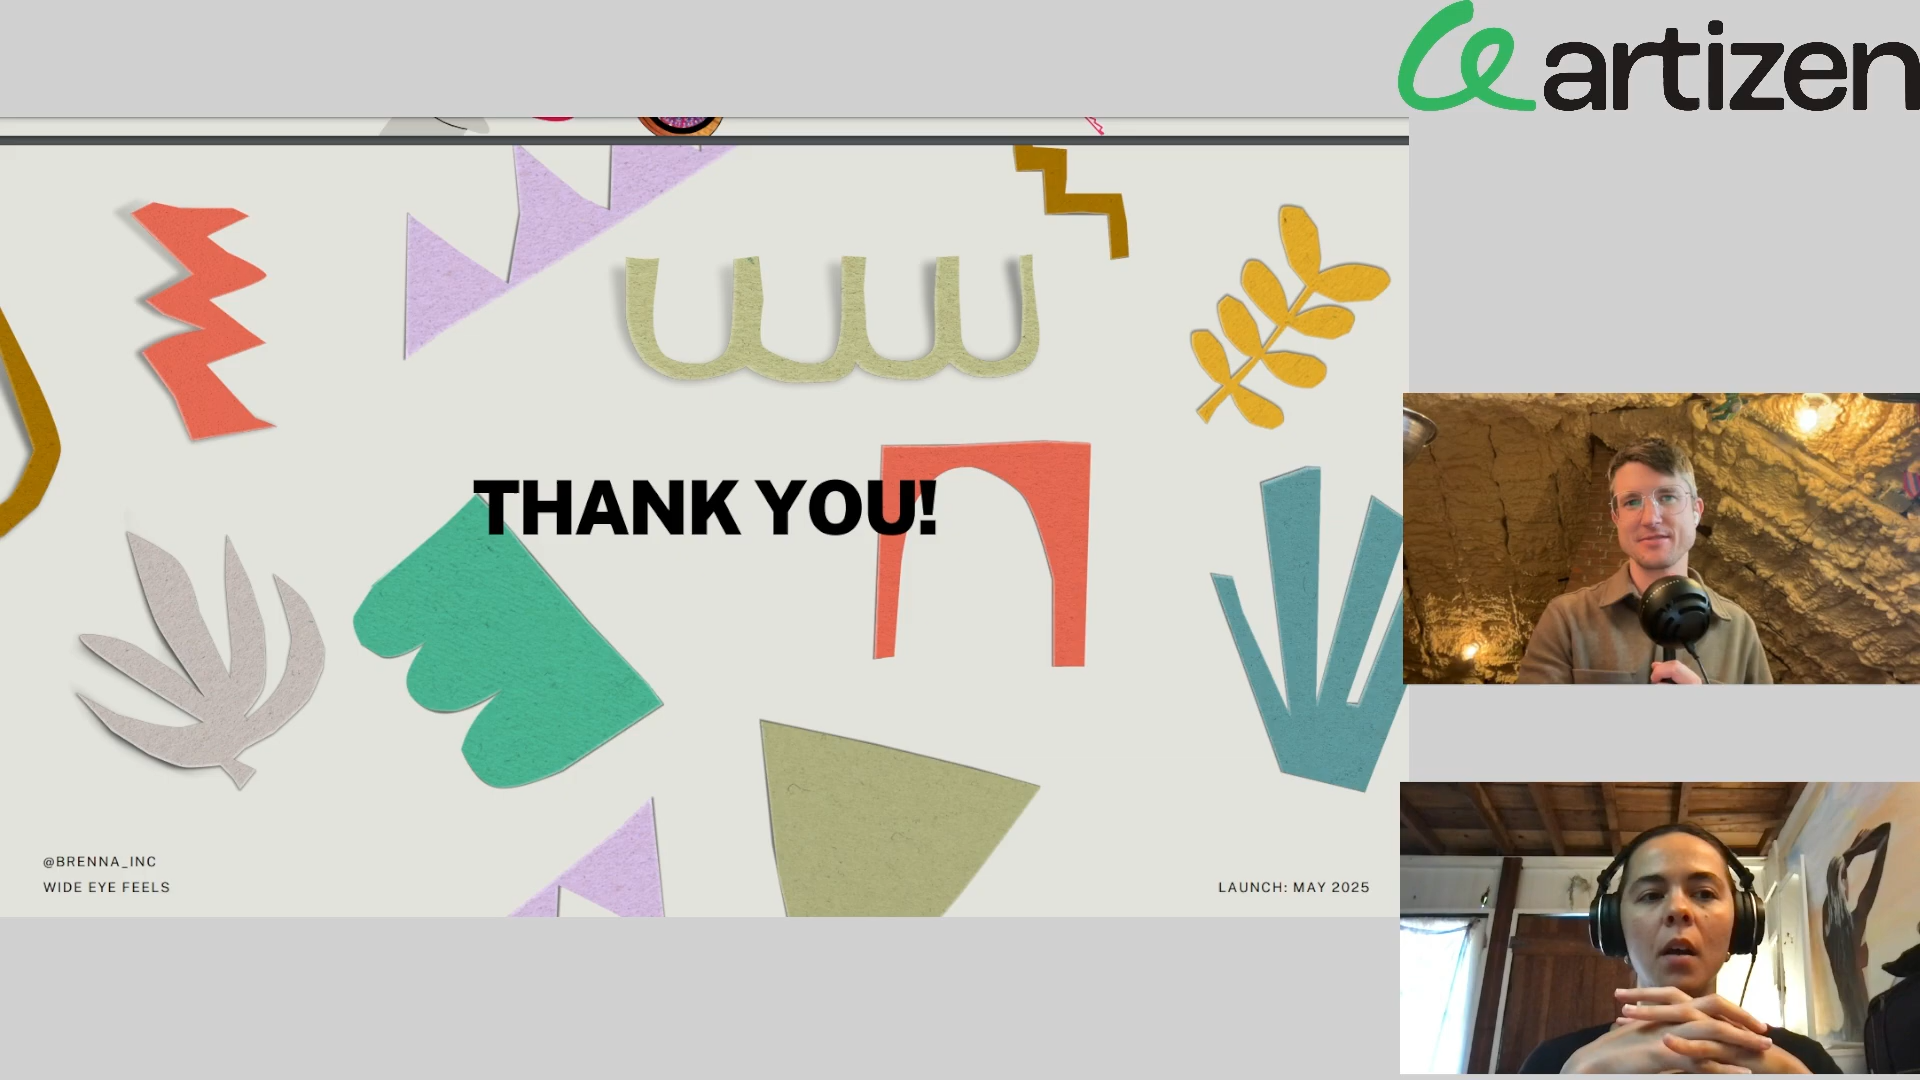 artizen
THANK YOU!
@BRENNA_INC
WIDE EYE FEELS
LAUNCH: MAY 2025